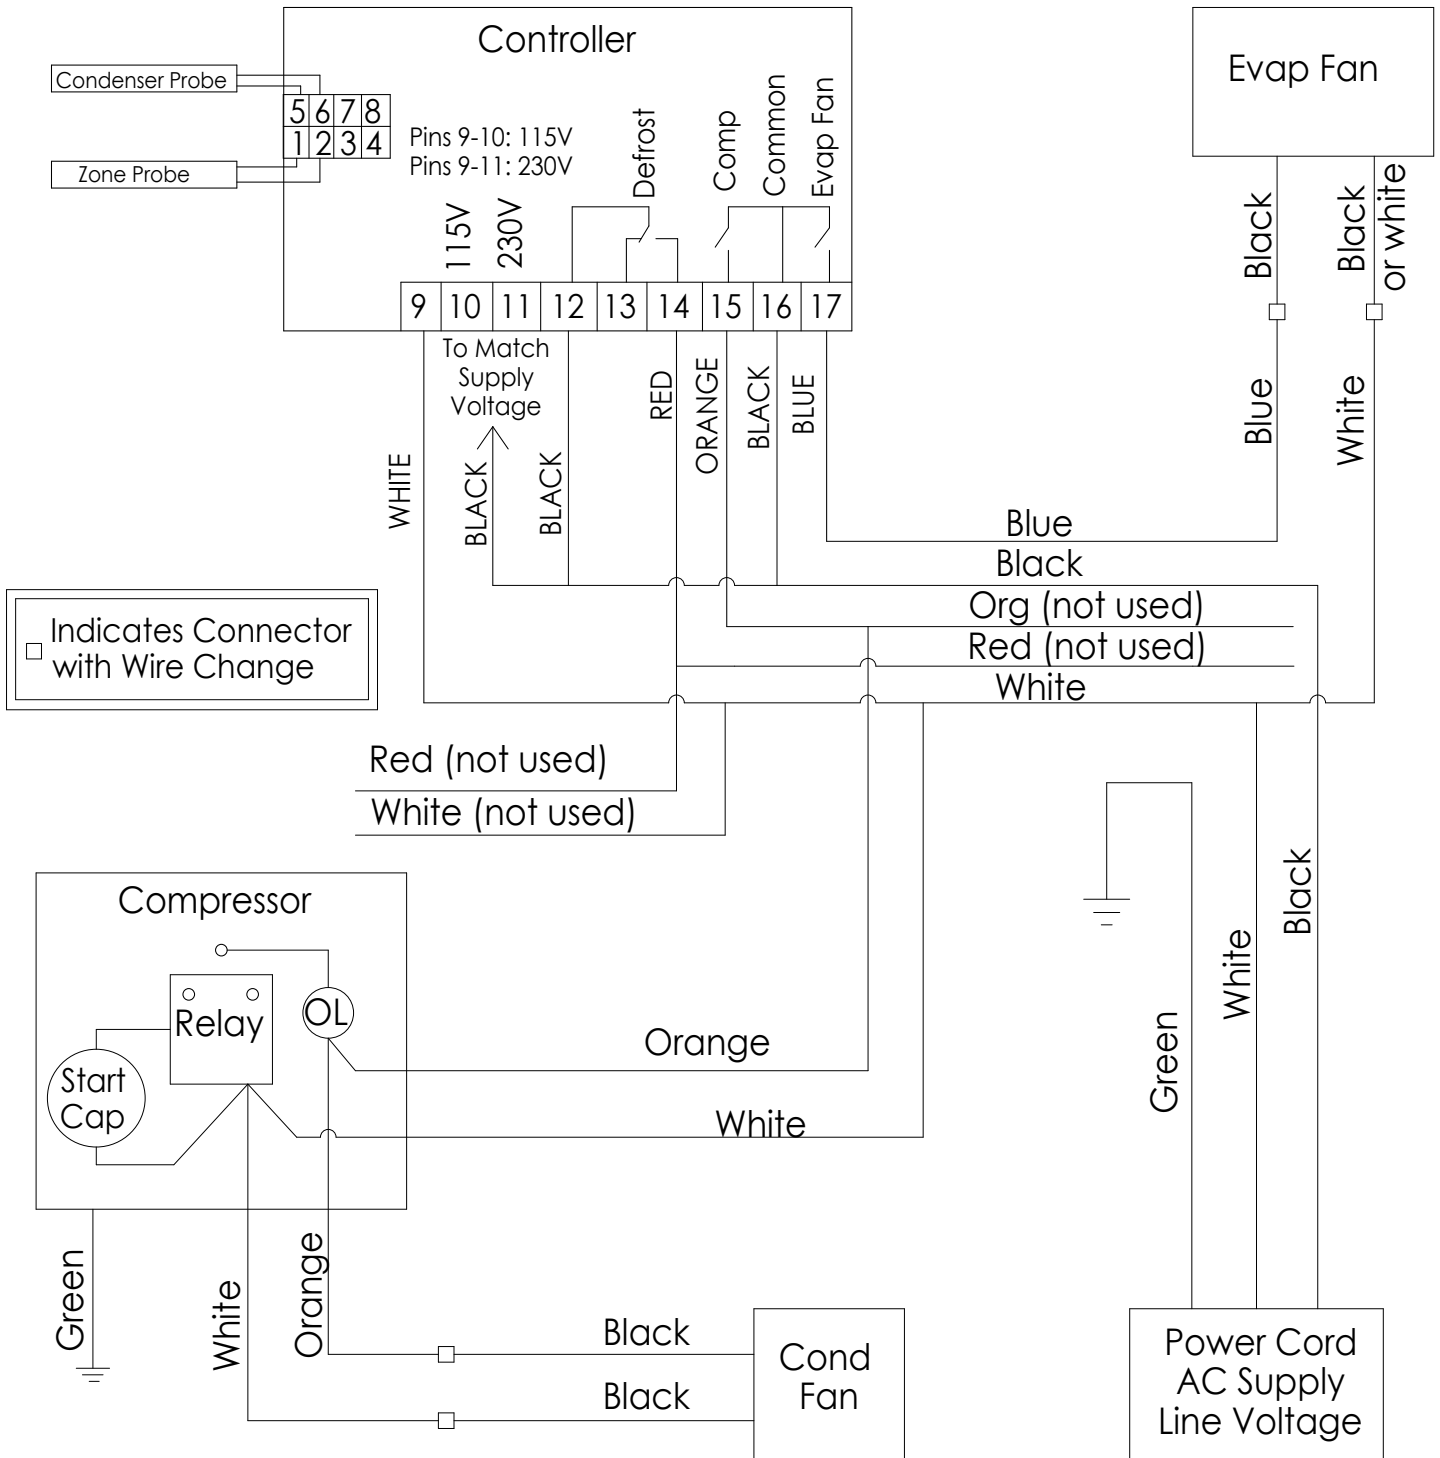 Controller
Condenser Probe
5 6 7 8
1 2 3 4
Zone Probe
Pins 9-10: 115V
Pins 9-11: 230V
115V
230V
Defrost
Comp
Common
Evap Fan
9 10 11 12 13 14 15 16 17
To Match
Supply
Voltage
WHITE
BLACK
BLACK
RED
ORANGE
BLACK
BLUE
Evap Fan
Black
Black
or white
Blue
White
Blue
Black
Org (not used)
Red (not used)
White
Indicates Connector
with Wire Change
Red (not used)
White (not used)
Compressor
Relay
OL
Start
Cap
Orange
White
Green
White
Orange
Black
Black
Cond
Fan
Green
White
Black
Power Cord
AC Supply
Line Voltage